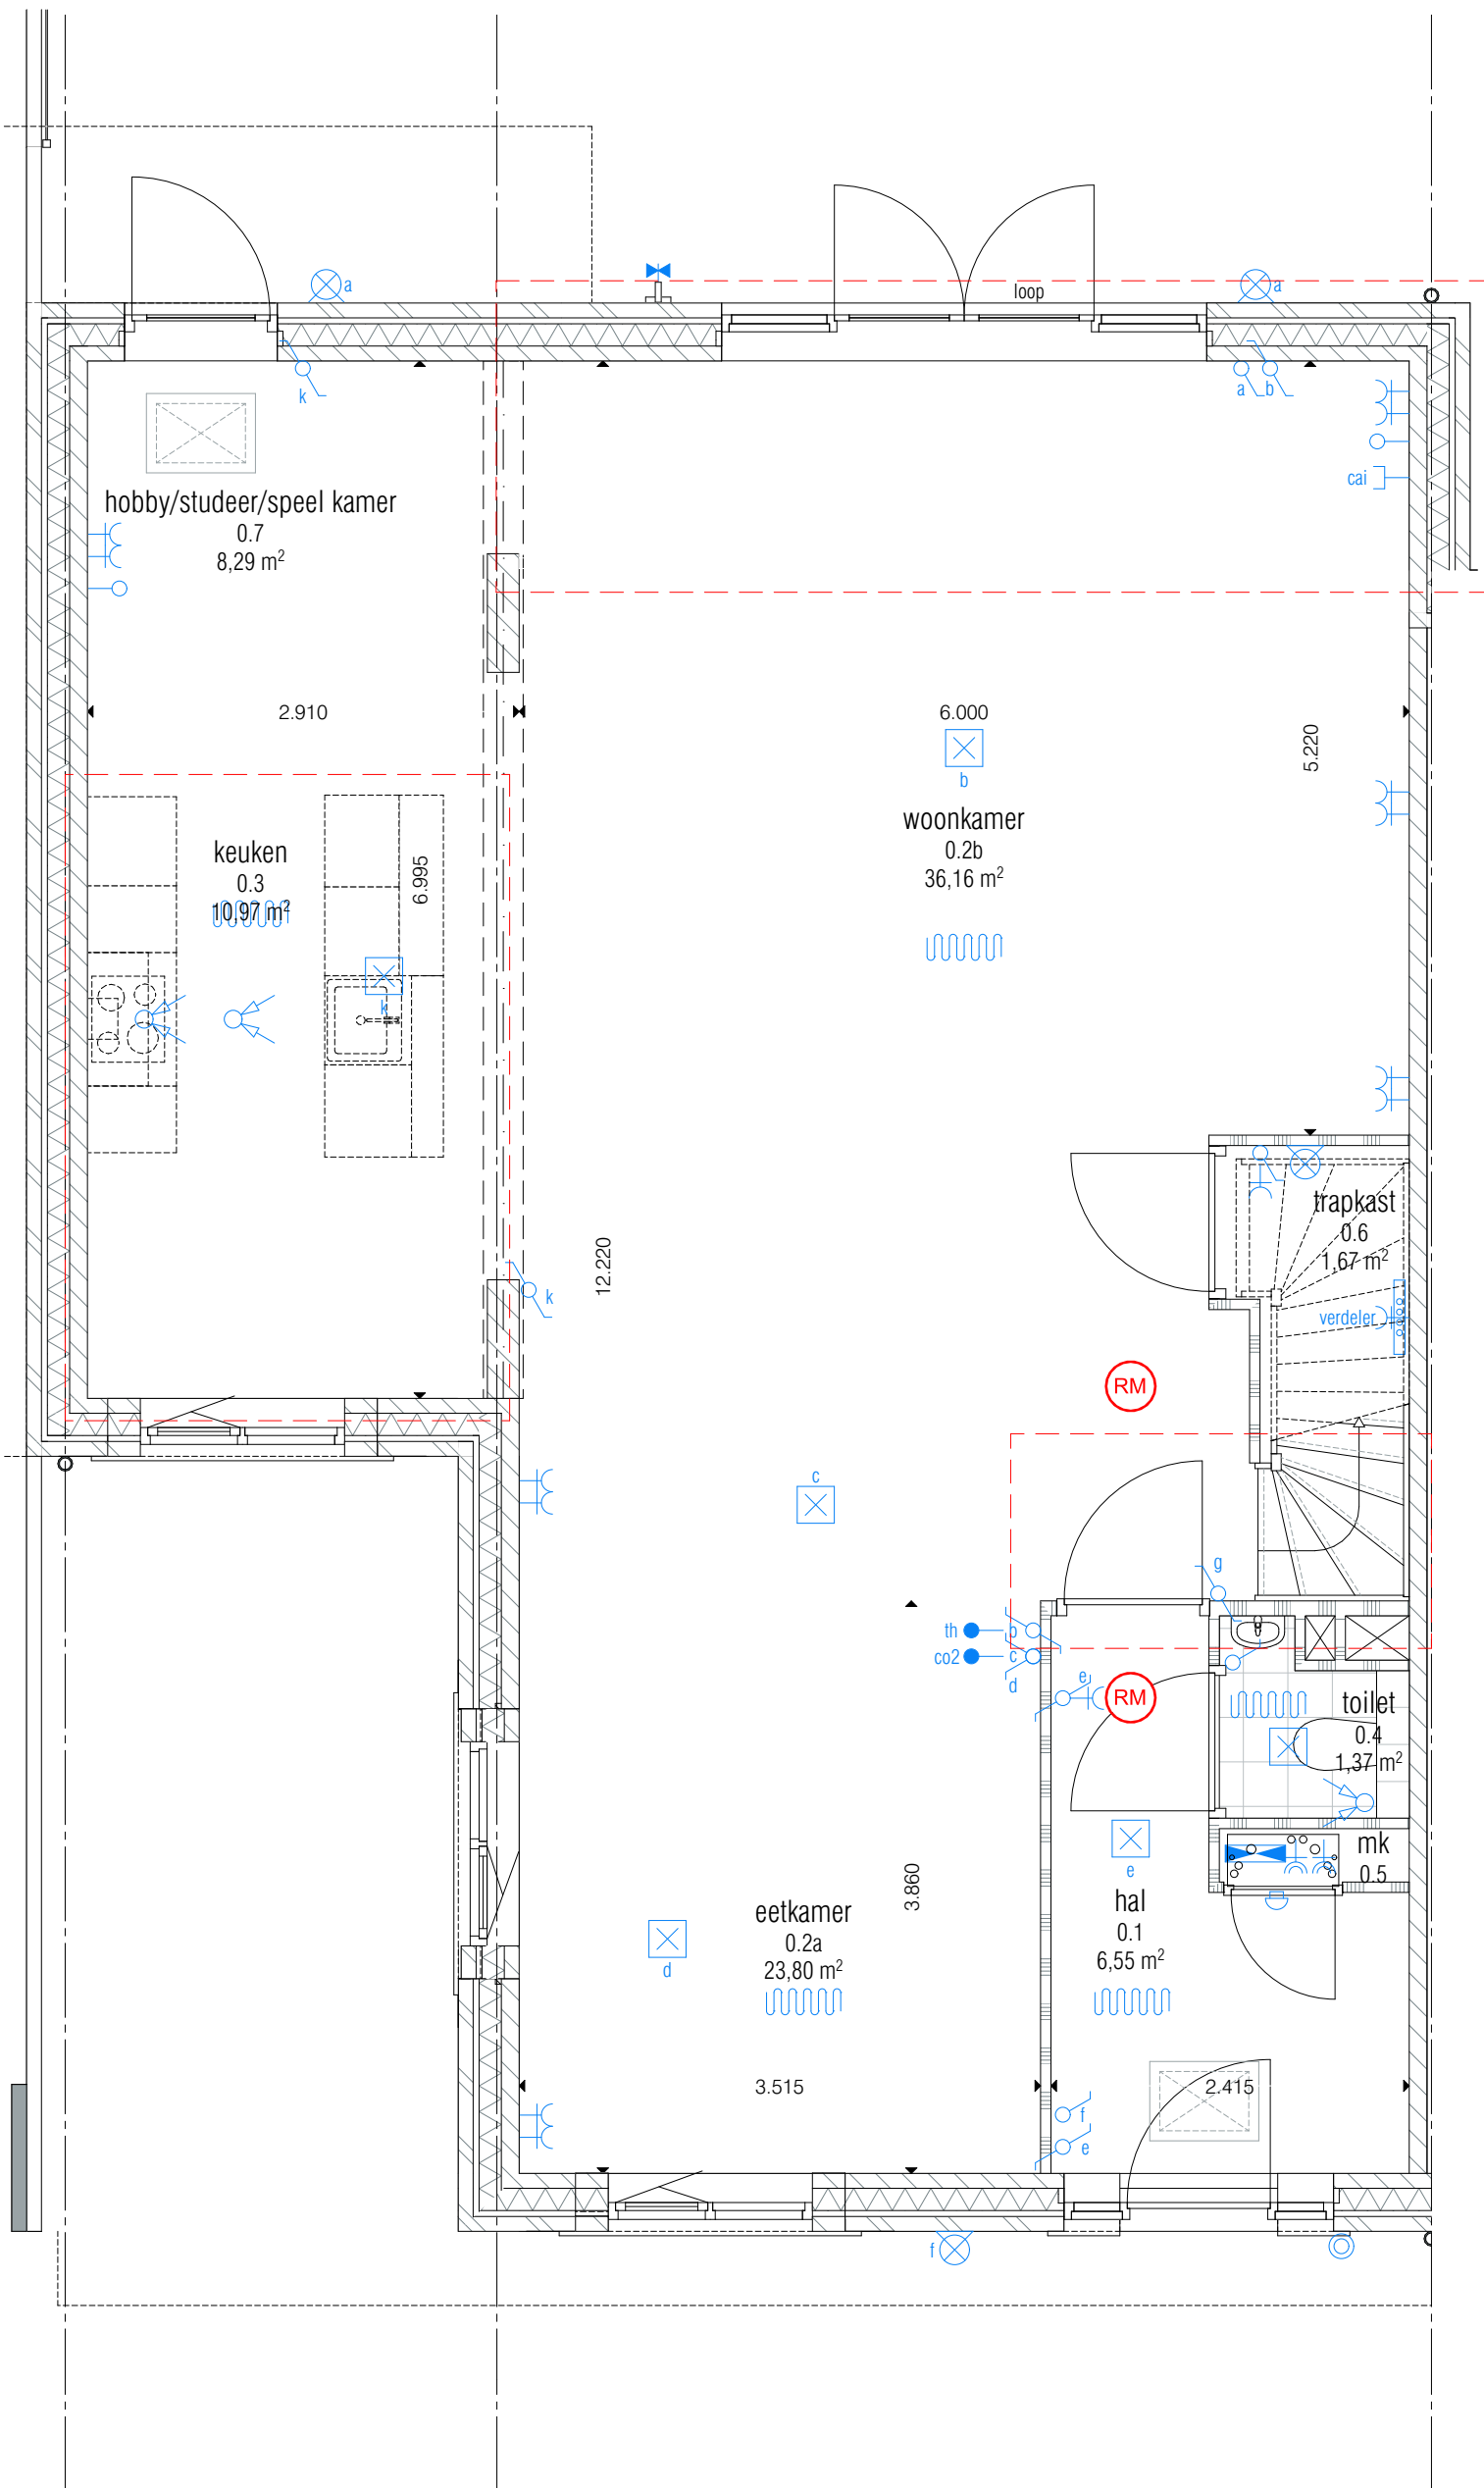 a
loop
a
k
a
b
cai
hobby/studeer/speel kamer
0.7
8,29 m²
2.910
6.000
5.220
b
woonkamer
0.2b
36,16 m²
keuken
0.3
10,97 m²
6.995
k
trapkast
0.6
1,67 m²
12.220
k
verdeler
RM
c
g
th
b
co2
c
d
e
RM
toilet
0.4
1,37 m²
e
mk
0.5
3.860
eetkamer
0.2a
23,80 m²
hal
0.1
6,55 m²
d
3.515
2.415
f
e
f